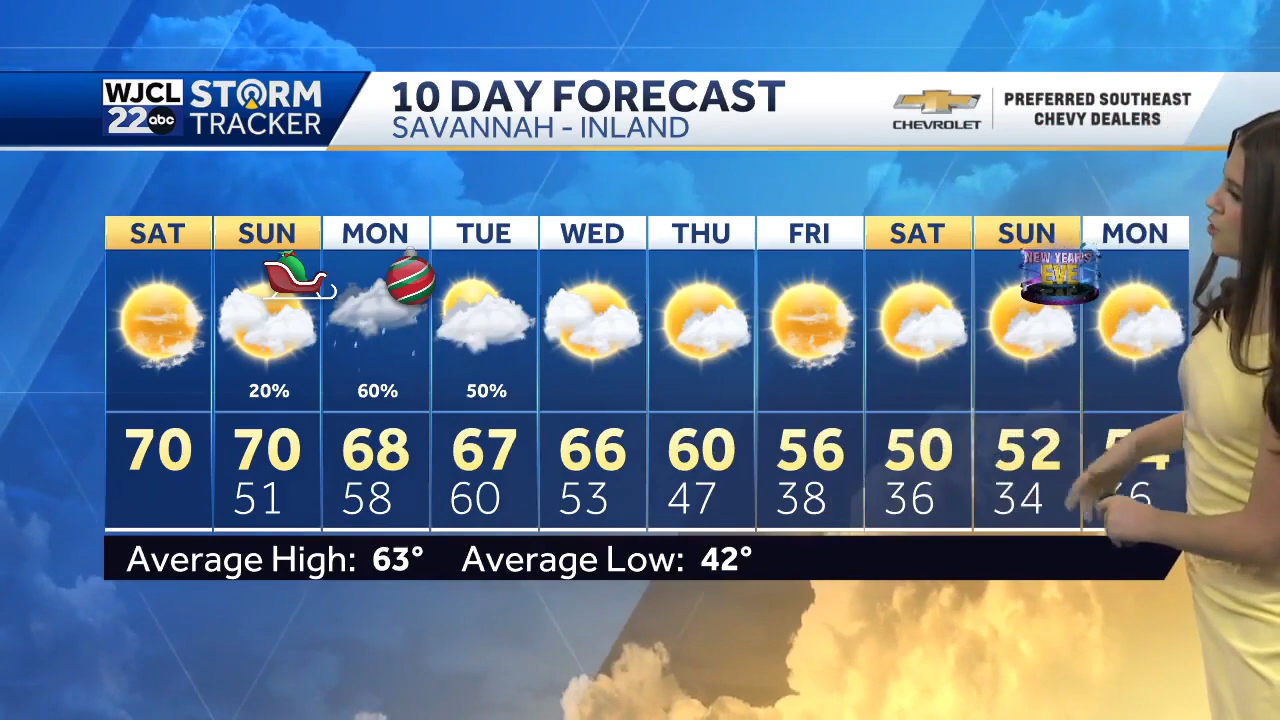 WJCL
22 abc
STORM
TRACKER
10 DAY FORECAST
SAVANNAH - INLAND
CHEVROLET
PREFERRED SOUTHEAST
CHEVY DEALERS
SAT SUN MON TUE WED THU FRI SAT SUN MON
NEW YEAR'S
EVE
20% 60% 50%
70 70 68 67 66 60 56 50 52
51 58 60 53 47 38 36 34
Average High: 63° Average Low: 42°